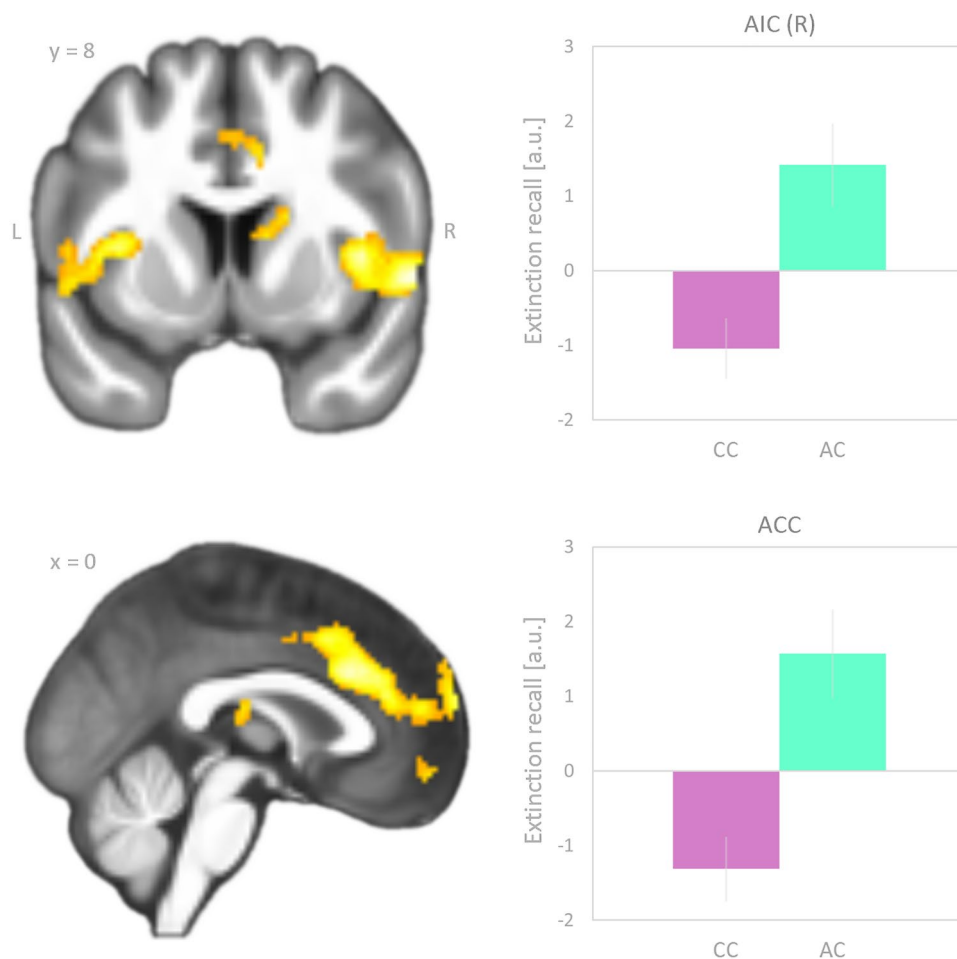 y = 8
L
R
AIC (R)
Extinction recall [a.u.]
3
2
1
0
-1
-2
CC
AC
x = 0
ACC
Extinction recall [a.u.]
3
2
1
0
-1
-2
CC
AC